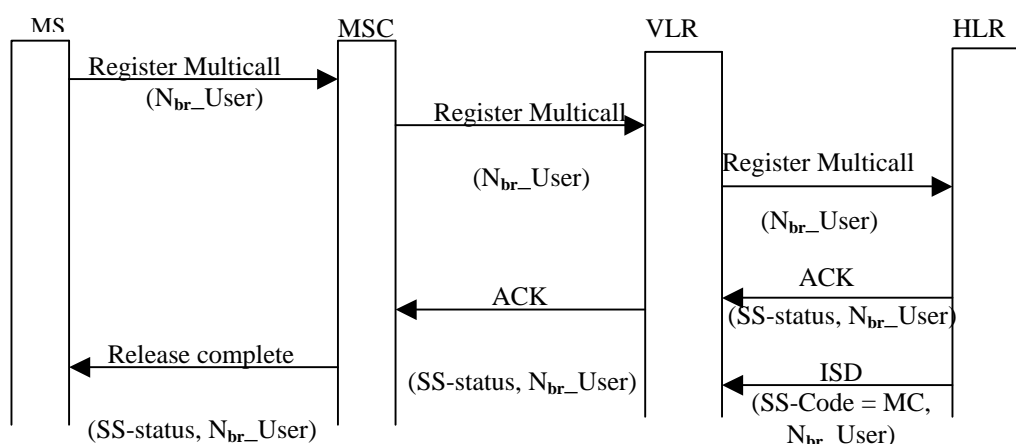 MS
MSC
VLR
HLR
Register Multicall
(Nbr_User)
Register Multicall
(Nbr_User)
Register Multicall
(Nbr_User)
ACK
(SS-status, Nbr_User)
ACK
(SS-status, Nbr_User)
Release complete
(SS-status, Nbr_User)
ISD
(SS-Code = MC,
Nbr_User)